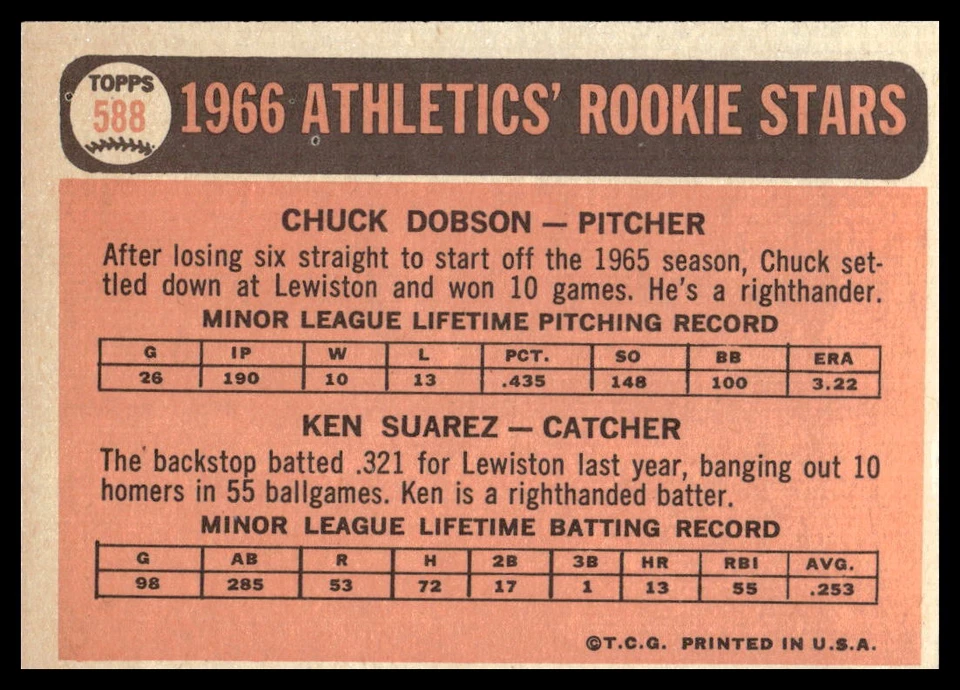 TOPPS
588
1966 ATHLETICS' ROOKIE STARS
CHUCK DOBSON — PITCHER
After losing six straight to start off the 1965 season, Chuck set-
tled down at Lewiston and won 10 games. He's a righthander.
MINOR LEAGUE LIFETIME PITCHING RECORD
G IP W L PCT. SO BB ERA
26 190 10 13 .435 148 100 3.22
KEN SUAREZ — CATCHER
The backstop batted .321 for Lewiston last year, banging out 10
homers in 55 ballgames. Ken is a righthanded batter.
MINOR LEAGUE LIFETIME BATTING RECORD
G AB R H 2B 3B HR RBI AVG.
98 285 53 72 17 1 13 55 .253
©T.C.G. PRINTED IN U.S.A.